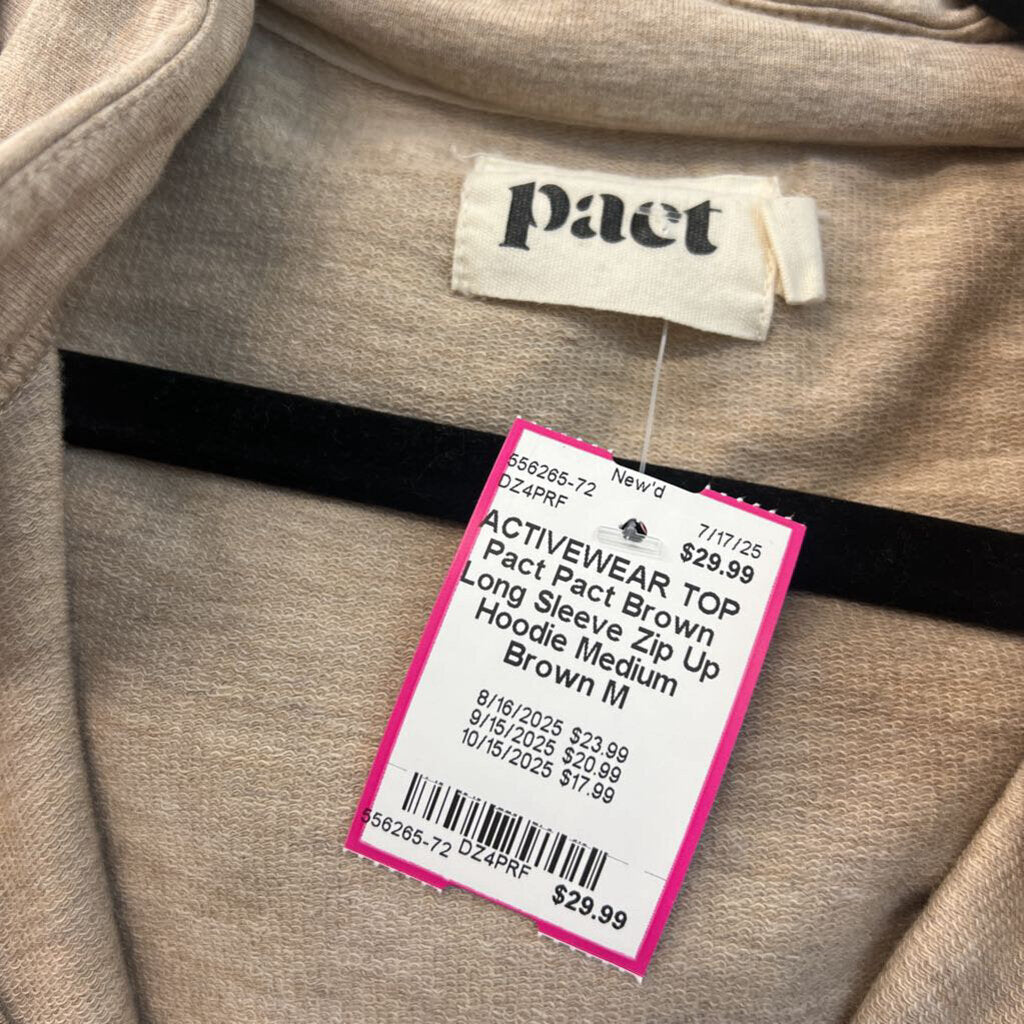 pact
556265-72
New'd
DZ4PRF
7/17/25
$29.99
ACTIVEWEAR TOP
Pact Pact Brown
Long Sleeve Zip Up
Hoodie Medium
Brown M
8/16/2025 $23.99
9/15/2025 $20.99
10/15/2025 $17.99
556265-72 DZ4PRF
$29.99